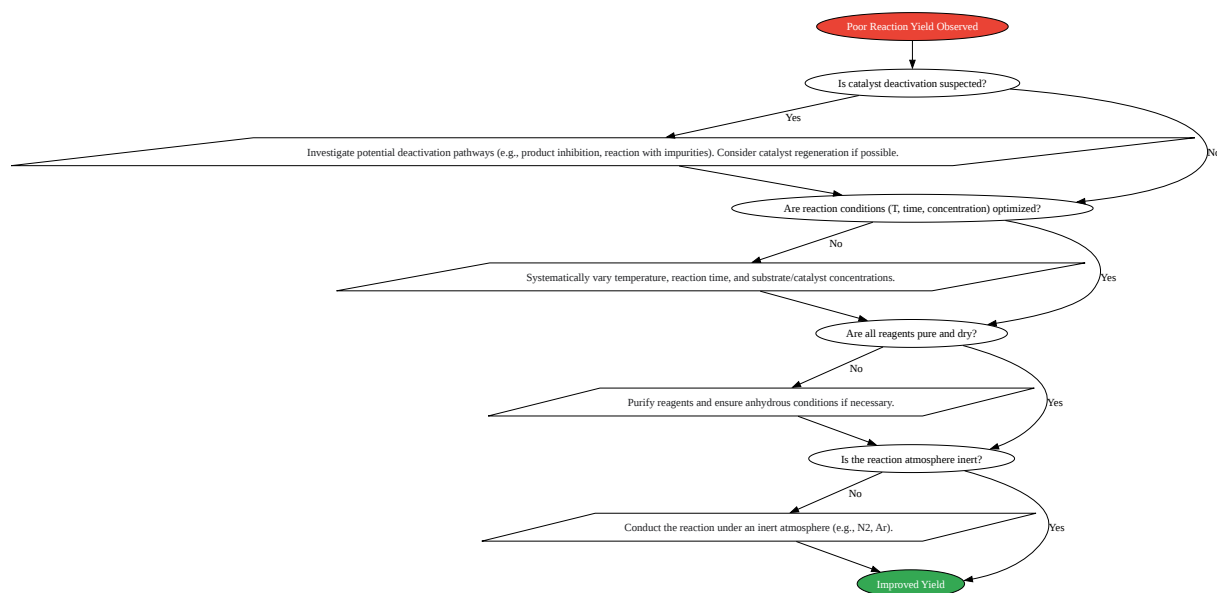 Poor Reaction Yield Observed
Is catalyst deactivation suspected?
Yes
Investigate potential deactivation pathways (e.g., product inhibition, reaction with impurities). Consider catalyst regeneration if possible.
No
Are reaction conditions (T, time, concentration) optimized?
No
Systematically vary temperature, reaction time, and substrate/catalyst concentrations.
Yes
Are all reagents pure and dry?
No
Purify reagents and ensure anhydrous conditions if necessary.
Yes
Is the reaction atmosphere inert?
No
Conduct the reaction under an inert atmosphere (e.g., N2, Ar).
Yes
Improved Yield